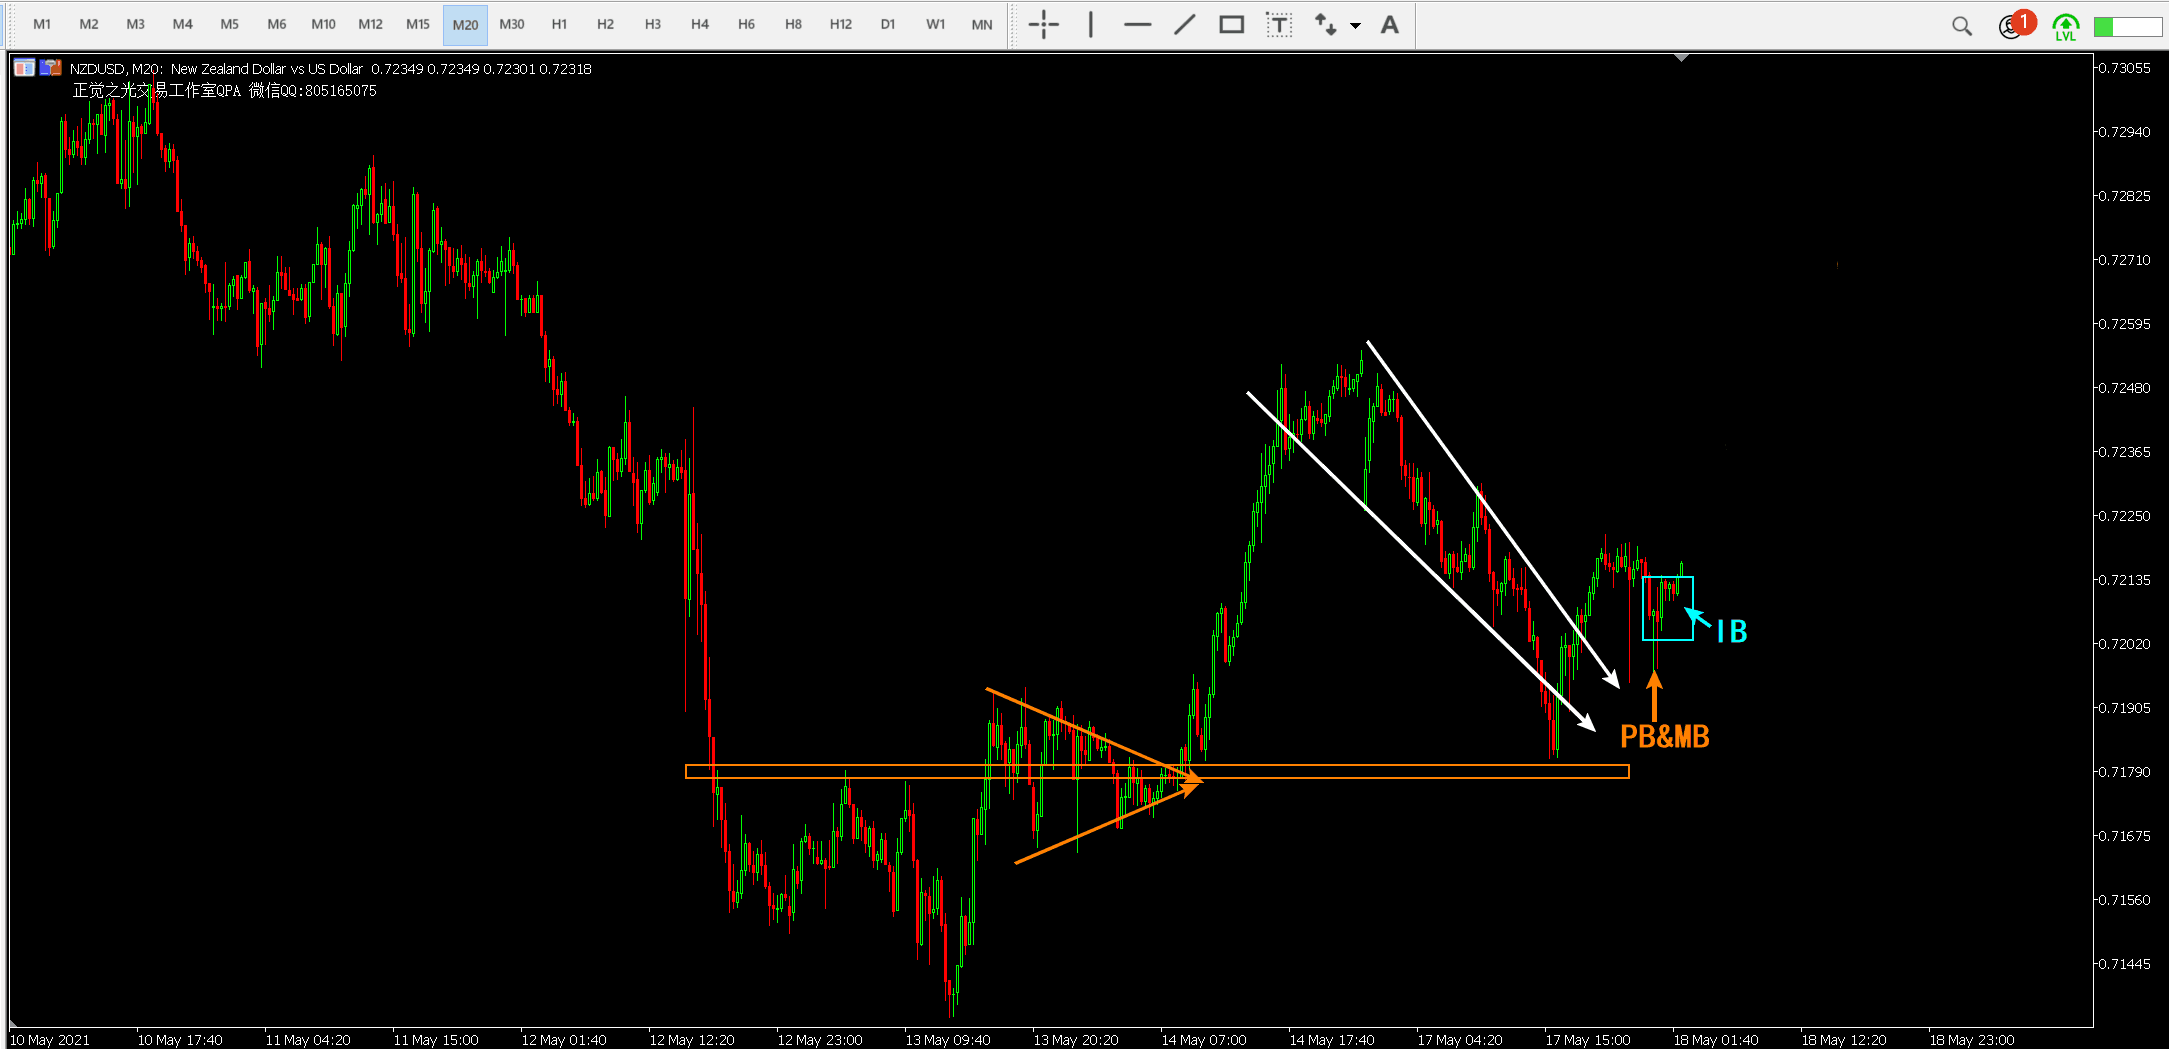 M1 M2 M3 M4 M5 M6 M10 M12 M15 M20 M30 H1 H2 H3 H4 H6 H8 H12 D1 W1 MN T A 1 LVL
NZDUSD, M20: New Zealand Dollar vs US Dollar 0.72349 0.72349 0.72301 0.72318
正觉之光交易工作室QPA 微信QQ:805165075
0.73055
0.72940
0.72825
0.72710
0.72595
0.72480
0.72365
0.72250
0.72135
0.72020
0.71905
0.71790
0.71675
0.71560
0.71445
IB
PB&MB
10 May 2021 10 May 17:40 11 May 04:20 11 May 15:00 12 May 01:40 12 May 12:20 12 May 23:00 13 May 09:40 13 May 20:20 14 May 07:00 14 May 17:40 17 May 04:20 17 May 15:00 18 May 01:40 18 May 12:20 18 May 23:00